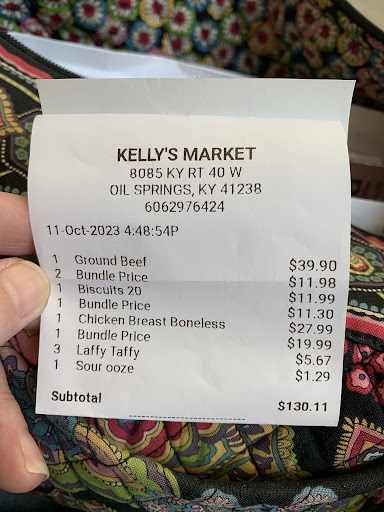 KELLY'S MARKET
8085 KY RT 40 W
OIL SPRINGS, KY 41238
6062976424
11-Oct-2023 4:48:54P
1 Ground Beef $39.90
2 Bundle Price $11.98
1 Biscuits 20 $11.99
1 Bundle Price $11.30
1 Chicken Breast Boneless $27.99
1 Bundle Price $19.99
3 Laffy Taffy $5.67
1 Sour ooze $1.29
Subtotal $130.11